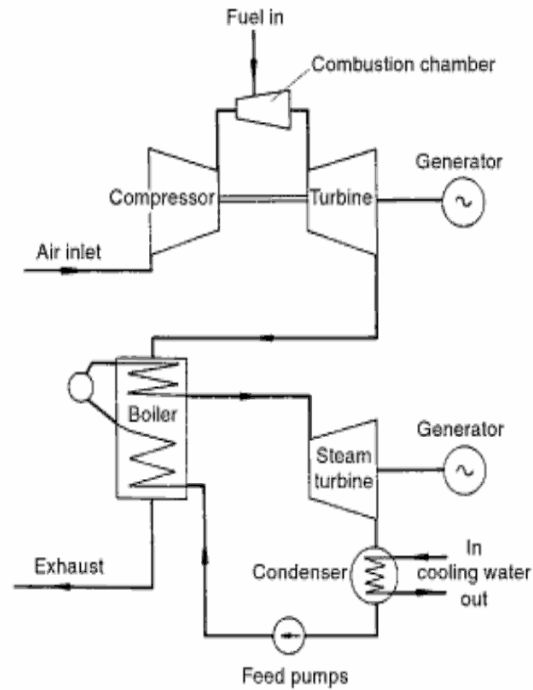 Fuel in
Combustion chamber
Generator
Compressor
Turbine
Air inlet
Boiler
Generator
Steam
turbine
Exhaust
Condenser
In
cooling water
out
Feed pumps